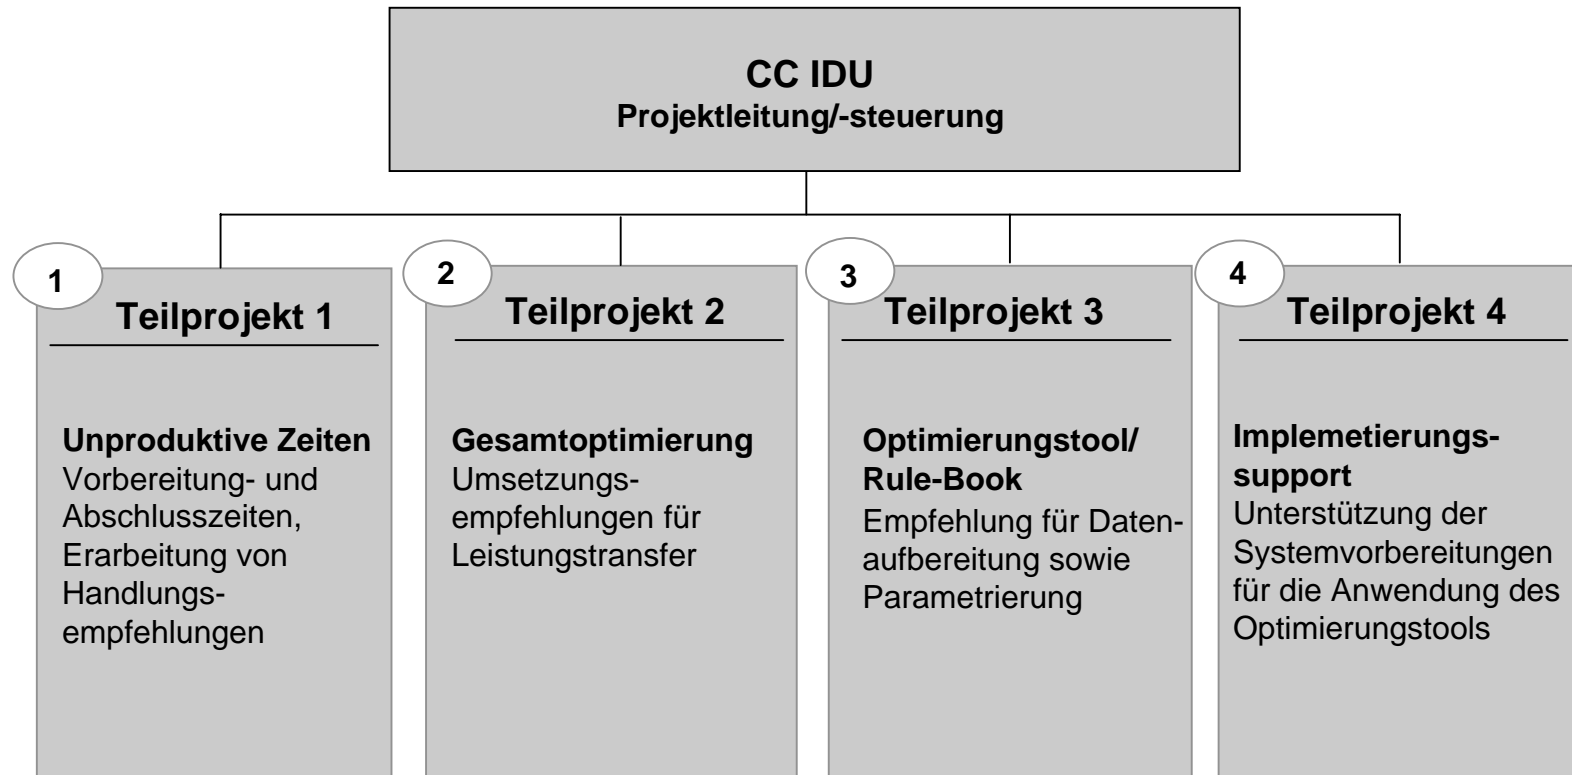 CC IDU
Projektleitung/-steuerung
1
Teilprojekt 1
Unproduktive Zeiten
Vorbereitung- und
Abschlusszeiten,
Erarbeitung von
Handlungs-
empfehlungen
2
Teilprojekt 2
Gesamtoptimierung
Umsetzungs-
empfehlungen für
Leistungstransfer
3
Teilprojekt 3
Optimierungstool/
Rule-Book
Empfehlung für Daten-
aufbereitung sowie
Parametrierung
4
Teilprojekt 4
Implemetierungs-
support
Unterstützung der
Systemvorbereitungen
für die Anwendung des
Optimierungstools